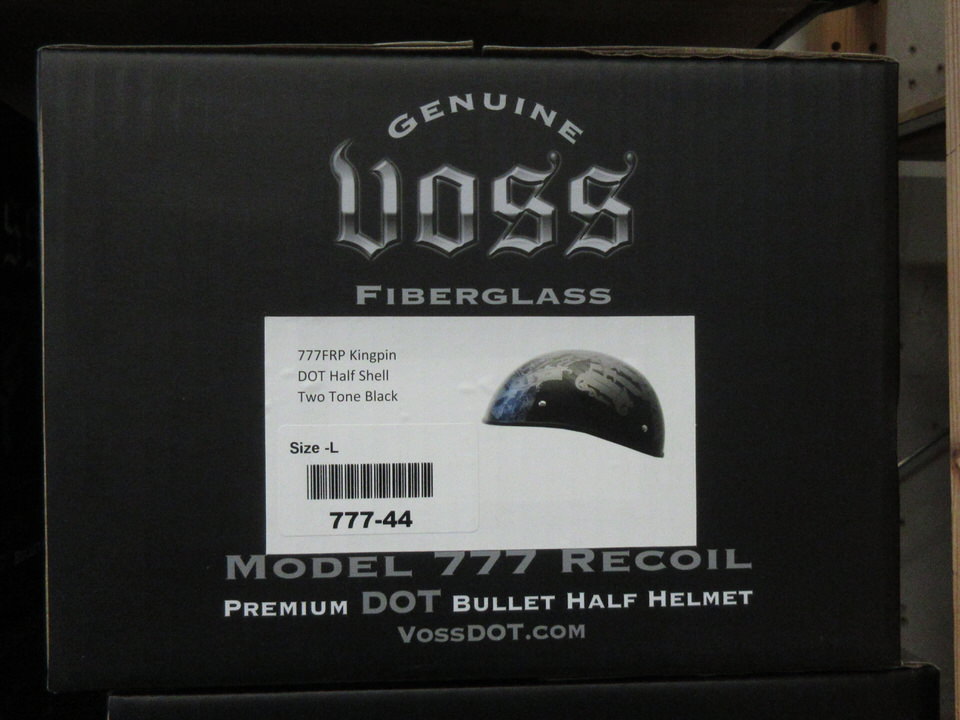 GENUINE
VOSS
FIBERGLASS
777FRP Kingpin
DOT Half Shell
Two Tone Black
Size -L
777-44
MODEL 777 RECOIL
PREMIUM DOT BULLET HALF HELMET
VOSSDOT.COM